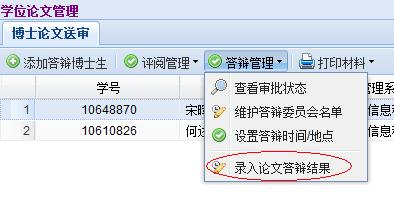 学位论文管理
博士论文送审
添加答辩博士生 评阅管理 答辩管理 打印材料
学号
查看审批状态
1 10648870 宋 信息
维护答辩委员会名单
2 10610826 何 信息
设置答辩时间/地点
录入论文答辩结果